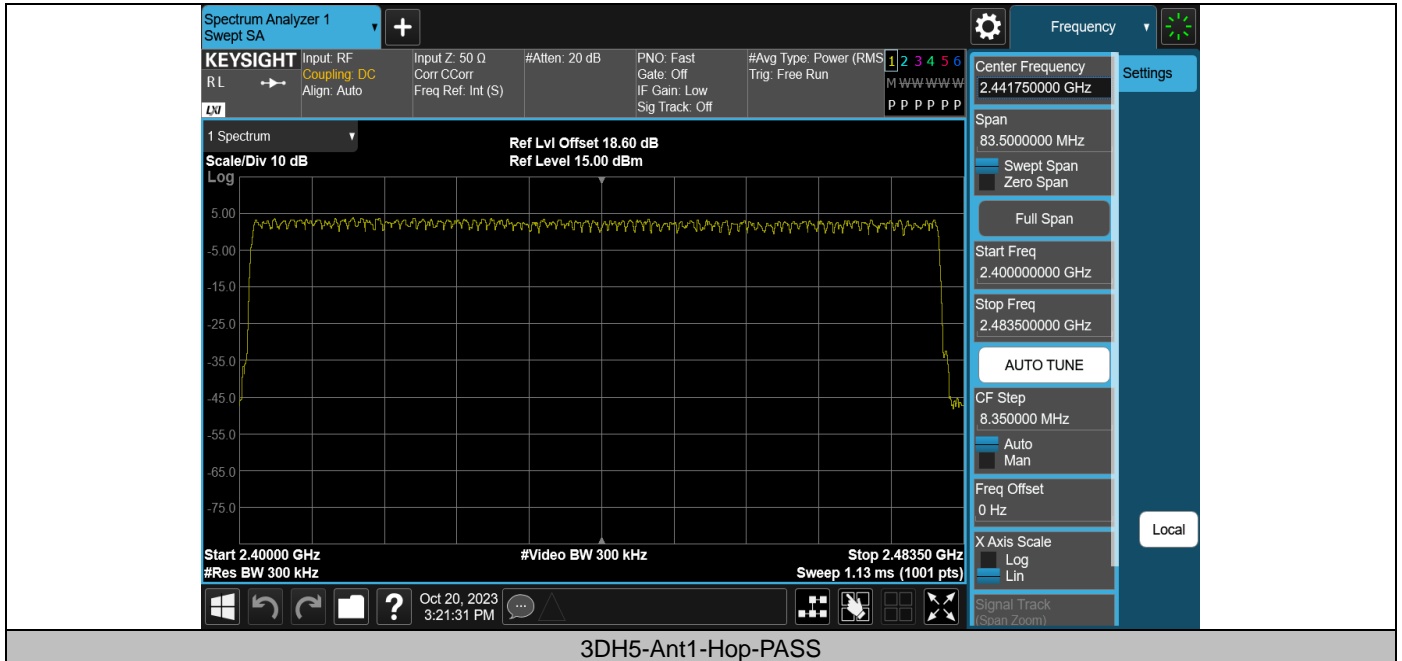 Spectrum Analyzer 1
Swept SA
Frequency
KEYSIGHT
RL
LXI
Input: RF
Coupling: DC
Align: Auto
Input Z: 50 Ω
Corr CCorr
Freq Ref: Int (S)
#Atten: 20 dB
PNO: Fast
Gate: Off
IF Gain: Low
Sig Track: Off
#Avg Type: Power (RMS
Trig: Free Run
1 2 3 4 5 6
M W W W W W
P P P P P P
1 Spectrum
Scale/Div 10 dB
Ref Lvl Offset 18.60 dB
Ref Level 15.00 dBm
Log
5.00
-5.00
-15.0
-25.0
-35.0
-45.0
-55.0
-65.0
-75.0
Start 2.40000 GHz
#Video BW 300 kHz
Stop 2.48350 GHz
#Res BW 300 kHz
Sweep 1.13 ms (1001 pts)
Center Frequency
2.441750000 GHz
Settings
Span
83.5000000 MHz
Swept Span
Zero Span
Full Span
Start Freq
2.400000000 GHz
Stop Freq
2.483500000 GHz
AUTO TUNE
CF Step
8.350000 MHz
Auto
Man
Freq Offset
0 Hz
X Axis Scale
Log
Lin
Signal Track
(Span Zoom)
Local
?
Oct 20, 2023
3:21:31 PM
3DH5-Ant1-Hop-PASS